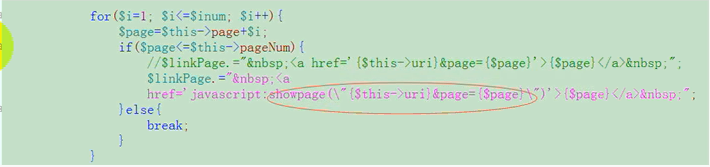 for($i=1; $i<=$inum; $i++){
$page=$this->page+$i;
if($page<=$this->pageNum){
//$linkPage.="&nbsp;<a href='{$this->uri}&page={$page}'>{$page}</a>&nbsp;";
$linkPage.="&nbsp;<a
href='javascript:showpage(\"{$this->uri}&page={$page}\")'>{$page}</a>&nbsp;";
}else{
break;
}
}